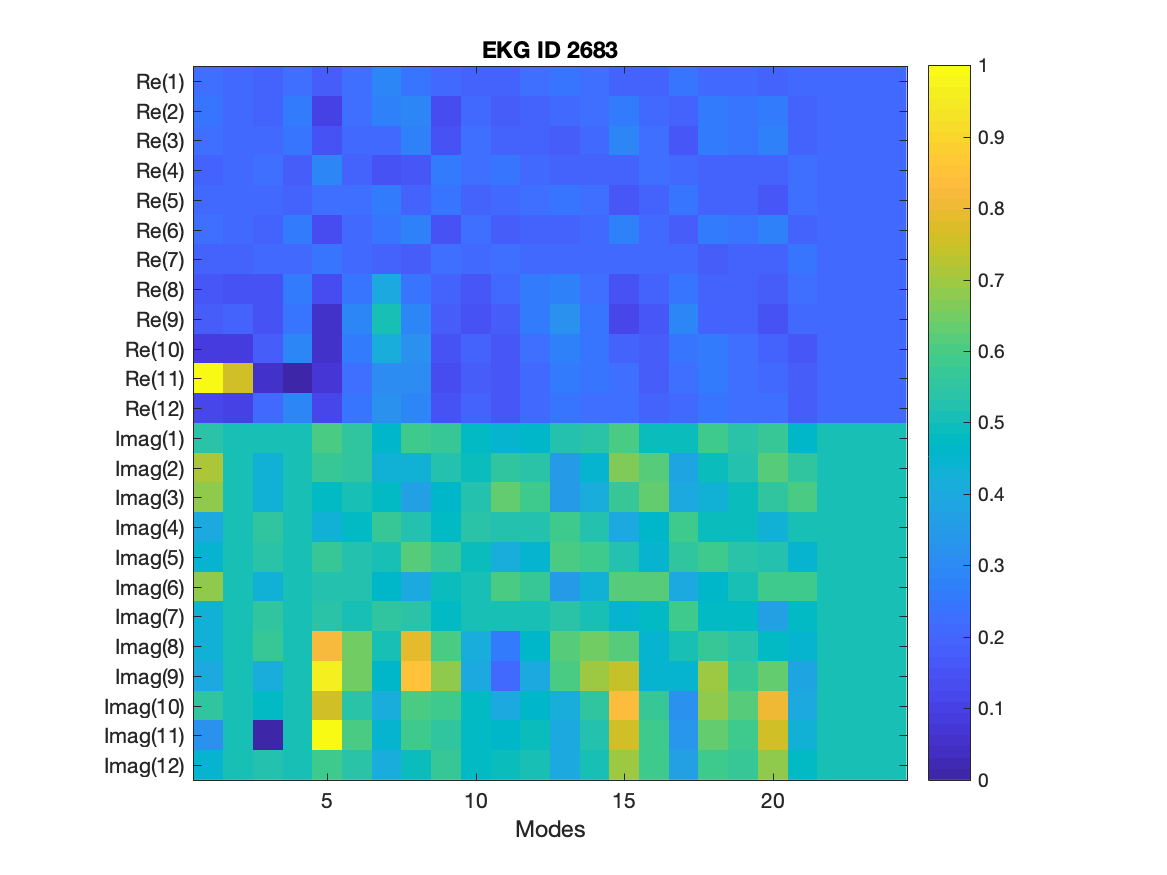 EKG ID 2683
Re(1)
Re(2)
Re(3)
Re(4)
Re(5)
Re(6)
Re(7)
Re(8)
Re(9)
Re(10)
Re(11)
Re(12)
Imag(1)
Imag(2)
Imag(3)
Imag(4)
Imag(5)
Imag(6)
Imag(7)
Imag(8)
Imag(9)
Imag(10)
Imag(11)
Imag(12)
5 10 15 20
Modes
1
0.9
0.8
0.7
0.6
0.5
0.4
0.3
0.2
0.1
0